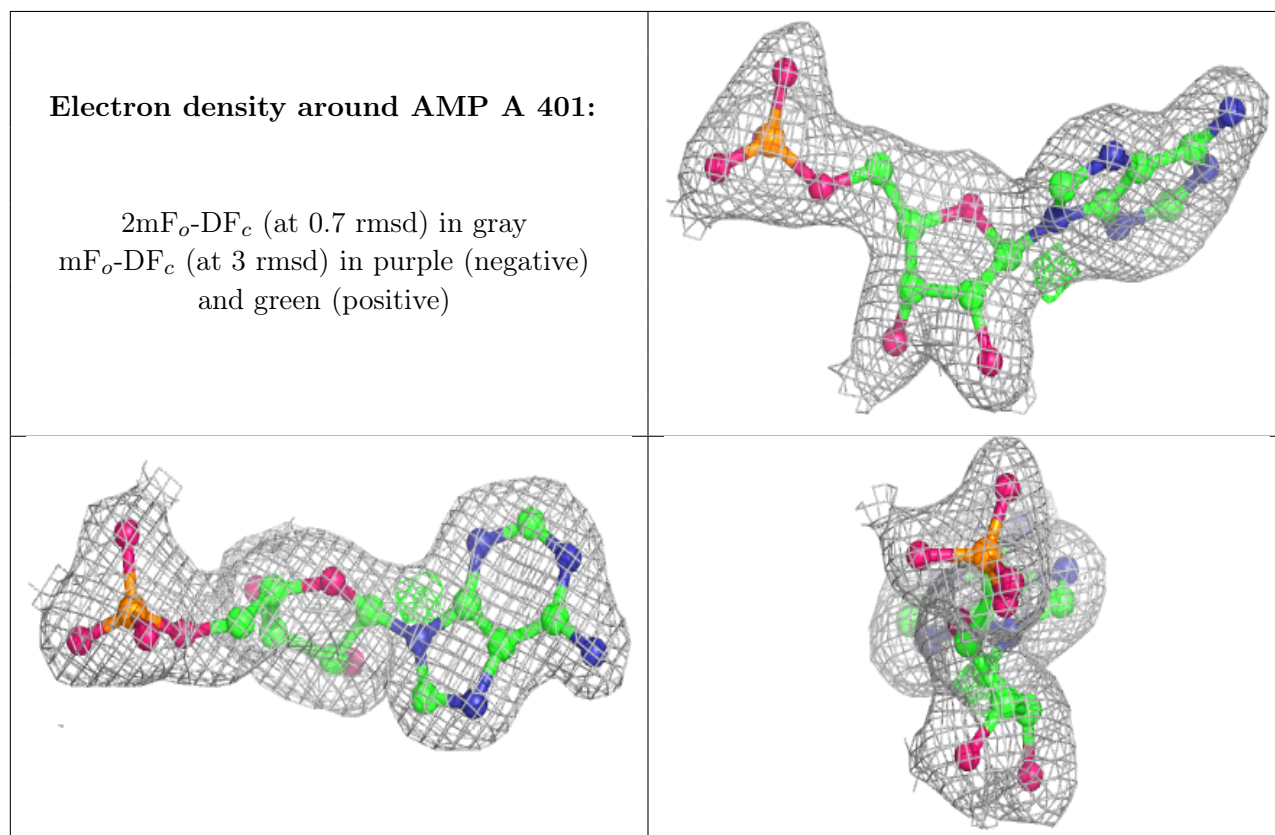 Electron density around AMP A 401:
2mFo-DFc (at 0.7 rmsd) in gray
mFo-DFc (at 3 rmsd) in purple (negative)
and green (positive)